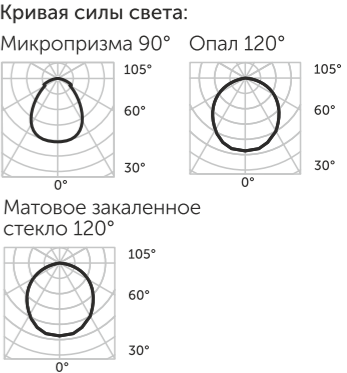 Кривая силы света:
Микропризма 90°
Опал 120°
105°
60°
30°
0°
105°
60°
30°
0°
Матовое закаленное
стекло 120°
105°
60°
30°
0°